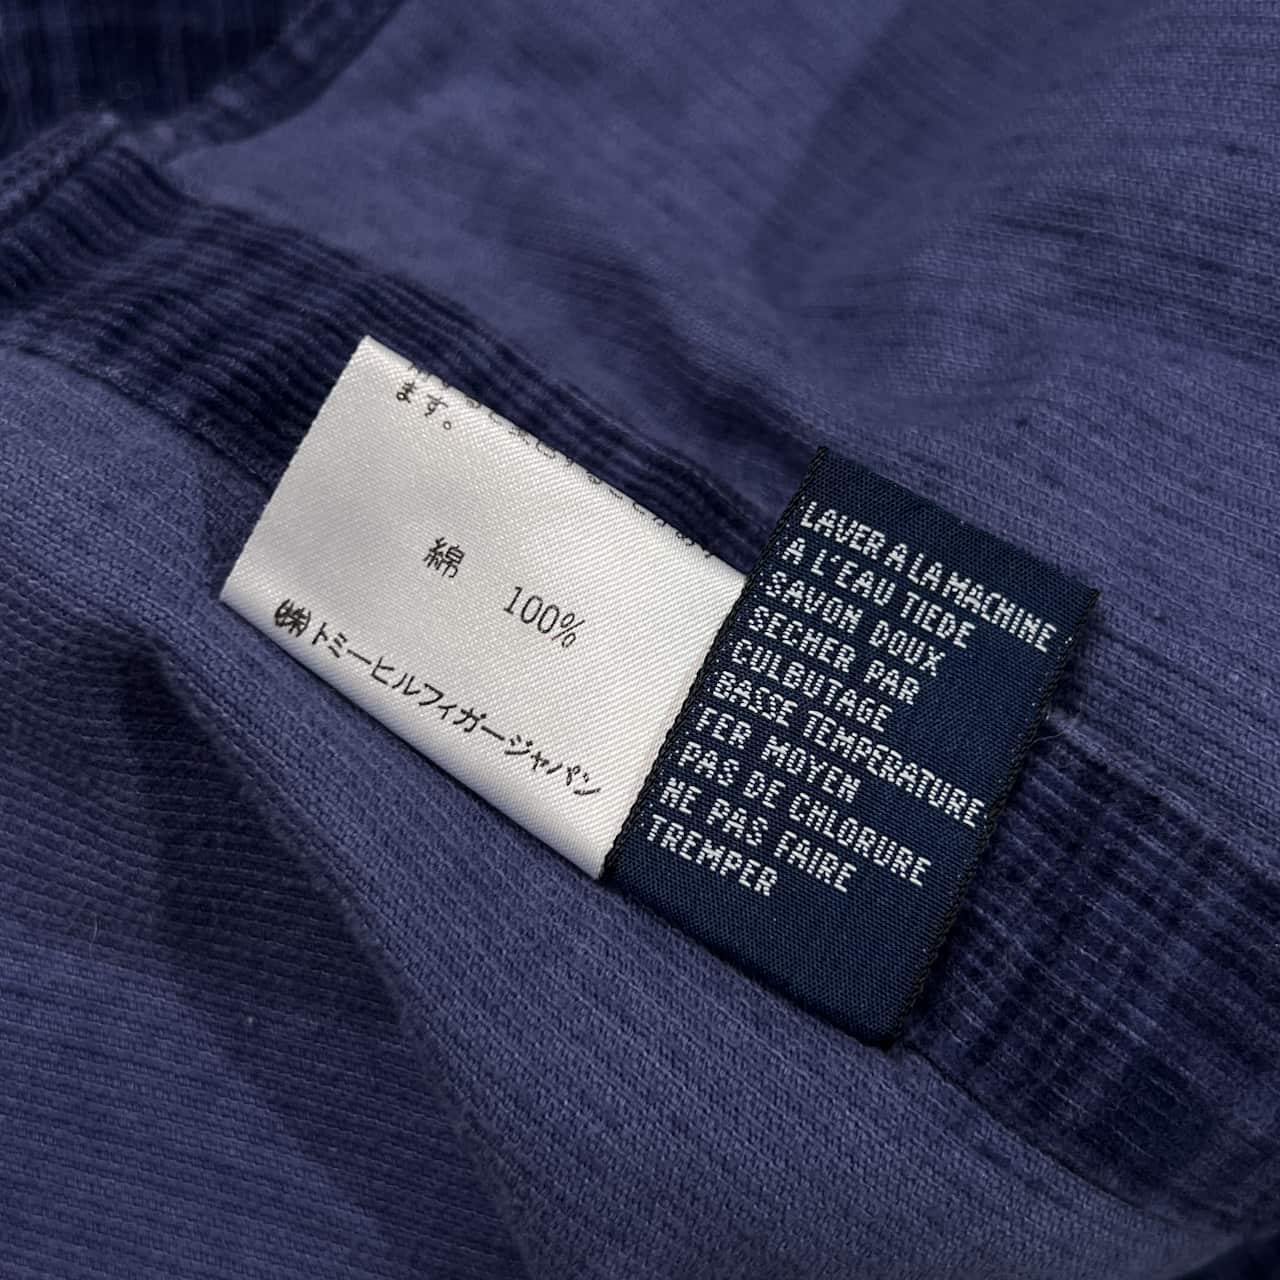 ます。
綿 100%
㈱トミーヒルフィガージャパン
LAVER A LA MACHINE
A L'EAU TIEDE
SAVON DOUX
SECHER PAR
CULBUTAGE
BASSE TEMPERATURE
FER MOYEN
PAS DE CHLORURE
NE PAS FAIRE
TREMPER